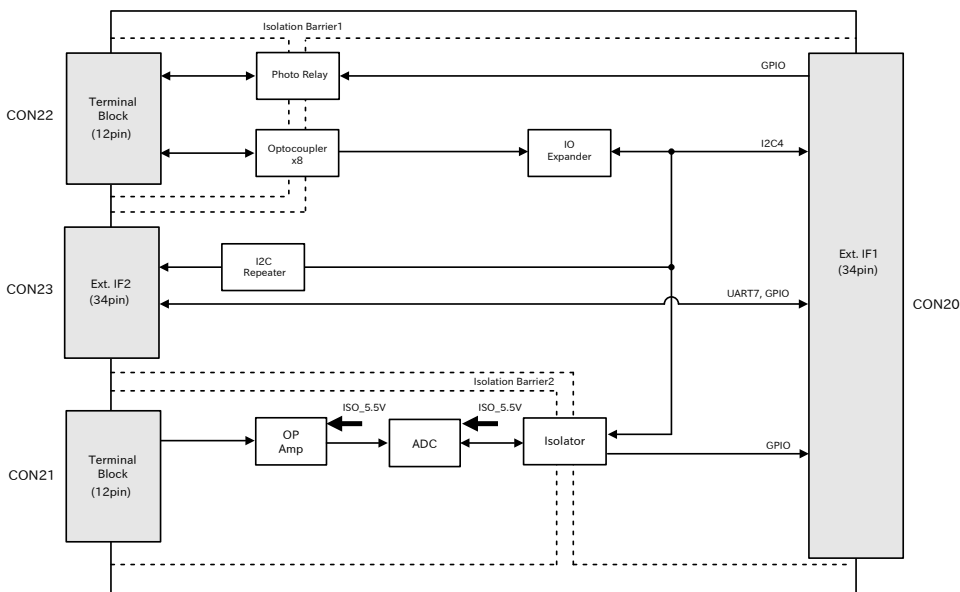 Isolation Barrier1
CON22
Terminal
Block
(12pin)
Photo Relay
GPIO
Optocoupler
x8
IO
Expander
I2C4
CON23
Ext. IF2
(34pin)
I2C
Repeater
UART7, GPIO
Ext. IF1
(34pin)
CON20
Isolation Barrier2
CON21
Terminal
Block
(12pin)
OP
Amp
ISO_5.5V
ADC
ISO_5.5V
Isolator
GPIO